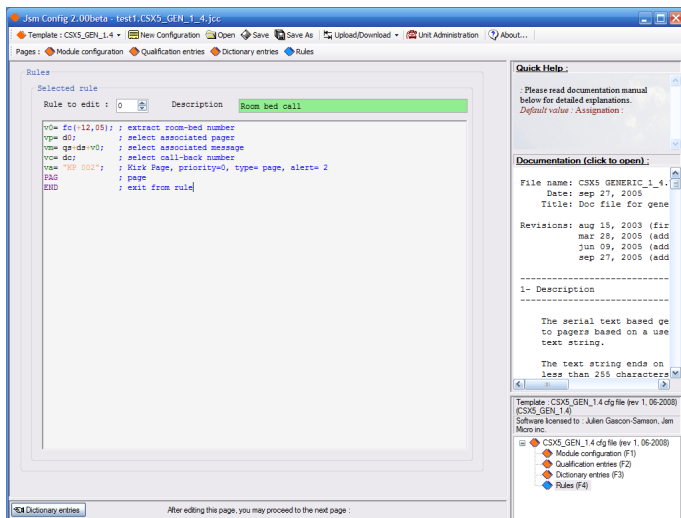 Jsm Config 2.00beta - test1.CSX5_GEN_1_4.jcc
Template : CSX5_GEN_1.4 New Configuration Open Save Save As Upload/Download Unit Administration About...
Pages : Module configuration Qualification entries Dictionary entries Rules
Rules
Selected rule
Rule to edit : 0 Description Room bed call
v0= fc(+12,05); ; extract room-bed number
vp= d0; ; select associated pager
vm= qs+ds+v0; ; select associated message
vc= dc; ; select call-back number
va= "KP 002"; ; Kirk Page, priority=0, type= page, alert= 2
PAG ; page
END ; exit from rule
Quick Help :
: Please read documentation manual
below for detailed explanations.
Default value : Assignation :
Documentation (click to open) :
File name: CSX5 GENERIC_1_4.
Date: sep 27, 2005
Title: Doc file for gene
Revisions: aug 15, 2003 (fir
mar 28, 2005 (add
jun 09, 2005 (add
sep 27, 2005 (add
----------------------------
1- Description
----------------------------
The serial text based ge
to pagers based on a use
text string.
The text string ends on
less than 255 characters
Template : CSX5_GEN_1.4 cfg file (rev 1, 06-2008)
(CSX5_GEN_1.4)
Software licensed to : Julien Gascon-Samson, Jsm
Micro inc.
CSX5_GEN_1.4 cfg file (rev 1, 06-2008)
Module configuration (F1)
Qualification entries (F2)
Dictionary entries (F3)
Rules (F4)
Dictionary entries After editing this page, you may proceed to the next page :